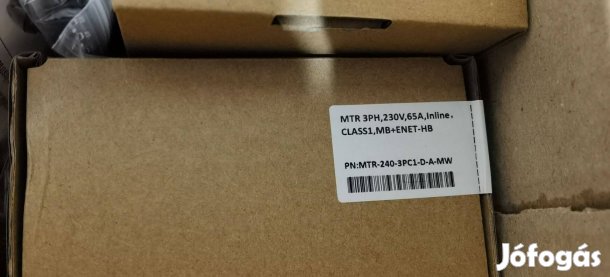 MTR 3PH,230V,65A,Inline,
CLASS1,MB+ENET-HB
PN:MTR-240-3PC1-D-A-MW
Jófogás